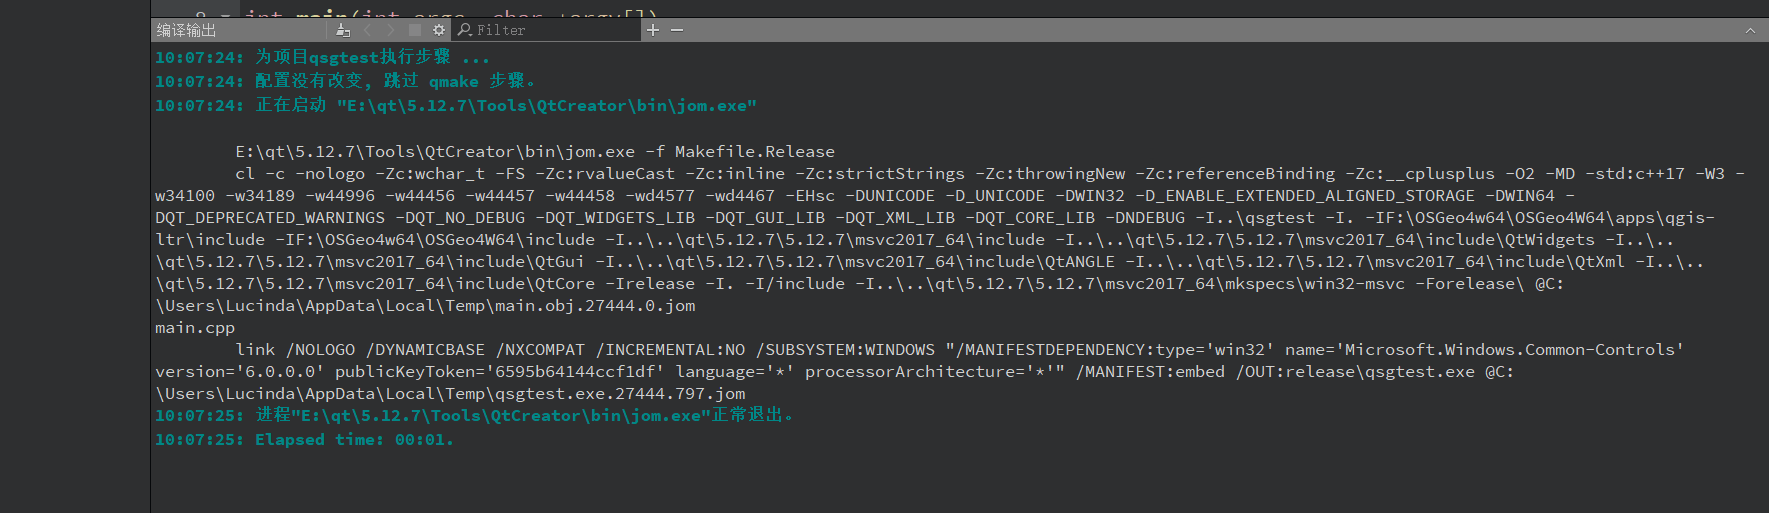 int main(int argc, char *argv[])
编译输出 Filter
10:07:24: 为项目qsgtest执行步骤 ...
10:07:24: 配置没有改变, 跳过 qmake 步骤。
10:07:24: 正在启动 "E:\qt\5.12.7\Tools\QtCreator\bin\jom.exe"
E:\qt\5.12.7\Tools\QtCreator\bin\jom.exe -f Makefile.Release
cl -c -nologo -Zc:wchar_t -FS -Zc:rvalueCast -Zc:inline -Zc:strictStrings -Zc:throwingNew -Zc:referenceBinding -Zc:__cplusplus -O2 -MD -std:c++17 -W3 -
w34100 -w34189 -w44996 -w44456 -w44457 -w44458 -wd4577 -wd4467 -EHsc -DUNICODE -D_UNICODE -DWIN32 -D_ENABLE_EXTENDED_ALIGNED_STORAGE -DWIN64 -
DQT_DEPRECATED_WARNINGS -DQT_NO_DEBUG -DQT_WIDGETS_LIB -DQT_GUI_LIB -DQT_XML_LIB -DQT_CORE_LIB -DNDEBUG -I..\qsgtest -I. -IF:\OSGeo4w64\OSGeo4W64\apps\qgis-
ltr\include -IF:\OSGeo4w64\OSGeo4W64\include -I..\..\qt\5.12.7\5.12.7\msvc2017_64\include -I..\..\qt\5.12.7\5.12.7\msvc2017_64\include\QtWidgets -I..\..
\qt\5.12.7\5.12.7\msvc2017_64\include\QtGui -I..\..\qt\5.12.7\5.12.7\msvc2017_64\include\QtANGLE -I..\..\qt\5.12.7\5.12.7\msvc2017_64\include\QtXml -I..\..
\qt\5.12.7\5.12.7\msvc2017_64\include\QtCore -Irelease -I. -I/include -I..\..\qt\5.12.7\5.12.7\msvc2017_64\mkspecs\win32-msvc -Forelease\ @C:
\Users\Lucinda\AppData\Local\Temp\main.obj.27444.0.jom
main.cpp
link /NOLOGO /DYNAMICBASE /NXCOMPAT /INCREMENTAL:NO /SUBSYSTEM:WINDOWS "/MANIFESTDEPENDENCY:type='win32' name='Microsoft.Windows.Common-Controls'
version='6.0.0.0' publicKeyToken='6595b64144ccf1df' language='*' processorArchitecture='*'" /MANIFEST:embed /OUT:release\qsgtest.exe @C:
\Users\Lucinda\AppData\Local\Temp\qsgtest.exe.27444.797.jom
10:07:25: 进程"E:\qt\5.12.7\Tools\QtCreator\bin\jom.exe"正常退出。
10:07:25: Elapsed time: 00:01.